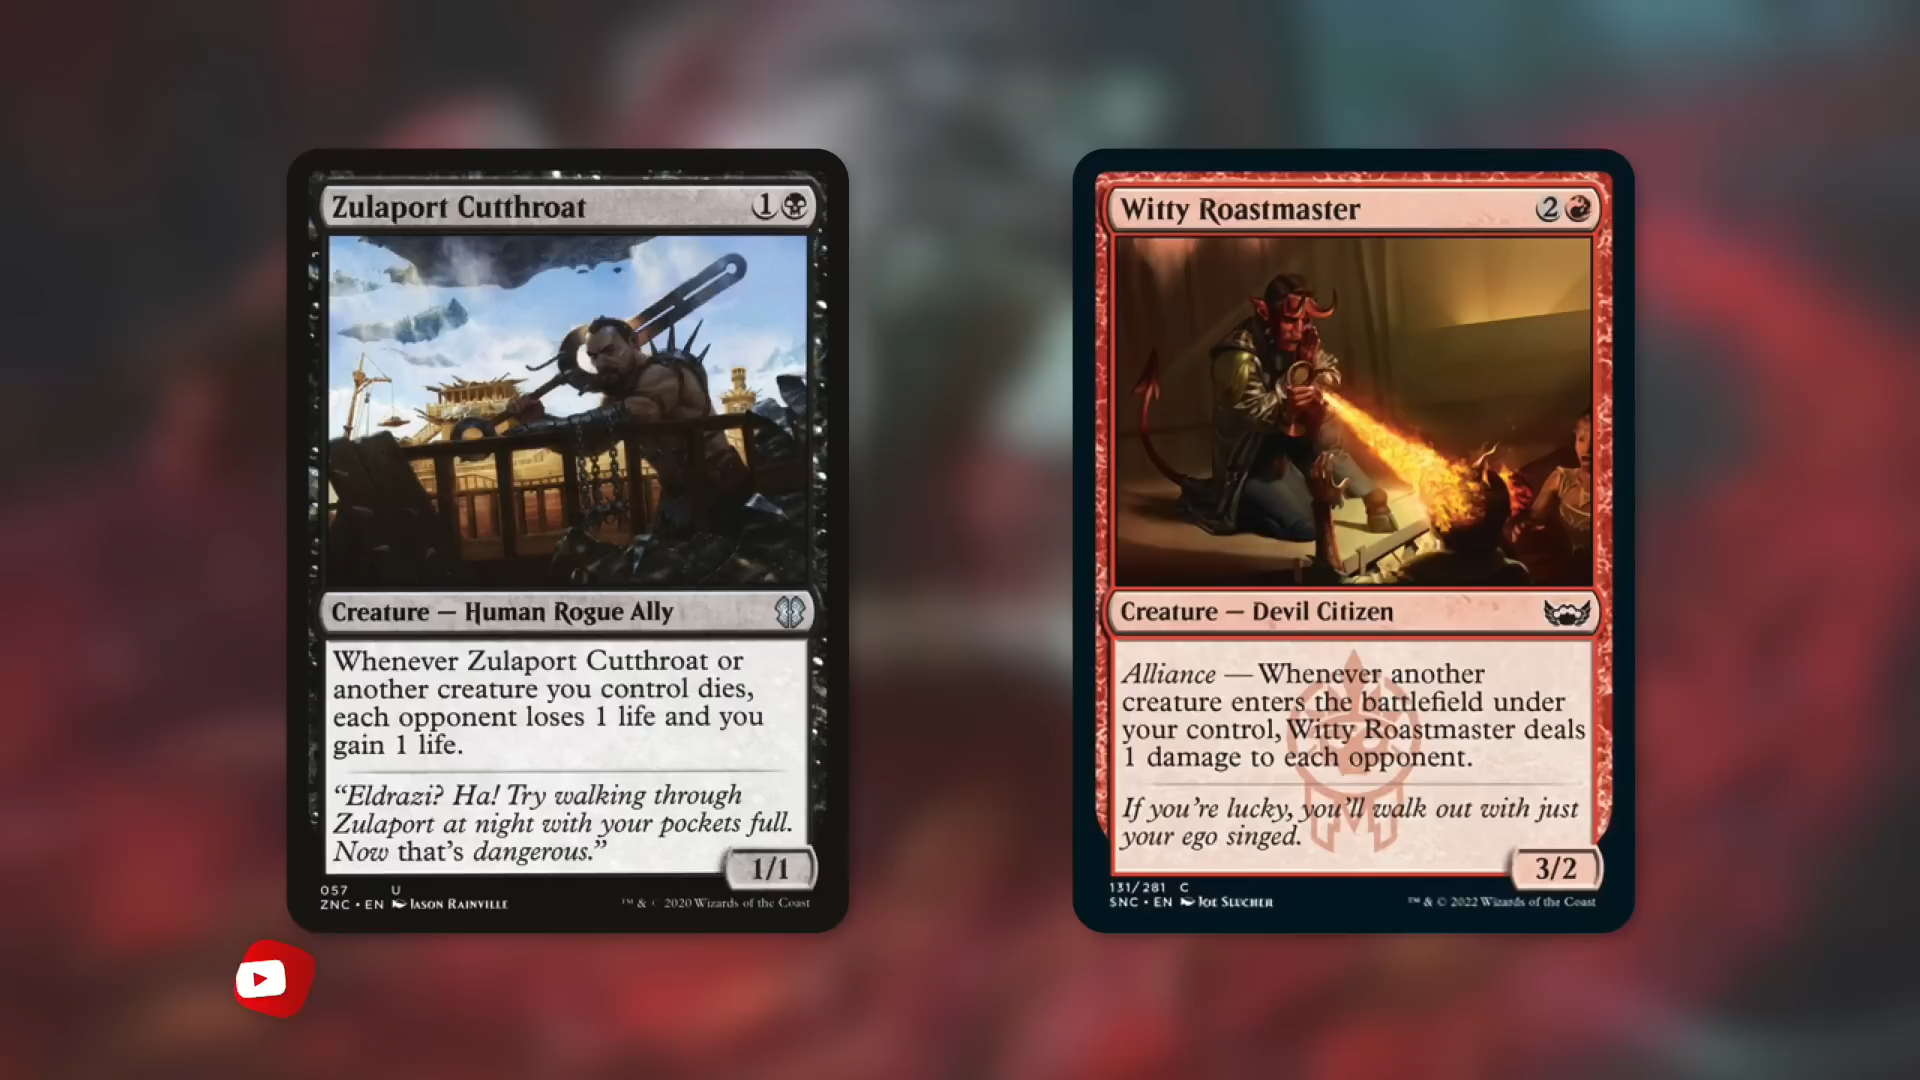 Zulaport Cutthroat 1
Creature — Human Rogue Ally
Whenever Zulaport Cutthroat or
another creature you control dies,
each opponent loses 1 life and you
gain 1 life.
“Eldrazi? Ha! Try walking through
Zulaport at night with your pockets full.
Now that’s dangerous.”
1/1
057 U
ZNC • EN JASON RAINVILLE ™ & © 2020 Wizards of the Coast
Witty Roastmaster 2
Creature — Devil Citizen
Alliance — Whenever another
creature enters the battlefield under
your control, Witty Roastmaster deals
1 damage to each opponent.
If you’re lucky, you’ll walk out with just
your ego singed.
3/2
131/281 C
SNC • EN JOE SLUCHER ™ & © 2022 Wizards of the Coast